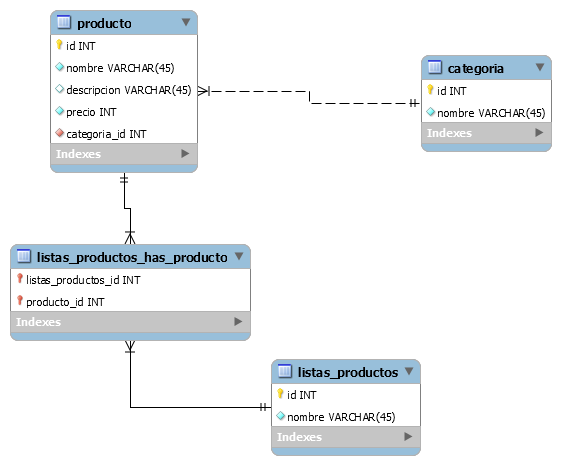 producto
id INT
nombre VARCHAR(45)
descripcion VARCHAR(45)
precio INT
categoria_id INT
Indexes
categoria
id INT
nombre VARCHAR(45)
Indexes
listas_productos_has_producto
listas_productos_id INT
producto_id INT
Indexes
listas_productos
id INT
nombre VARCHAR(45)
Indexes